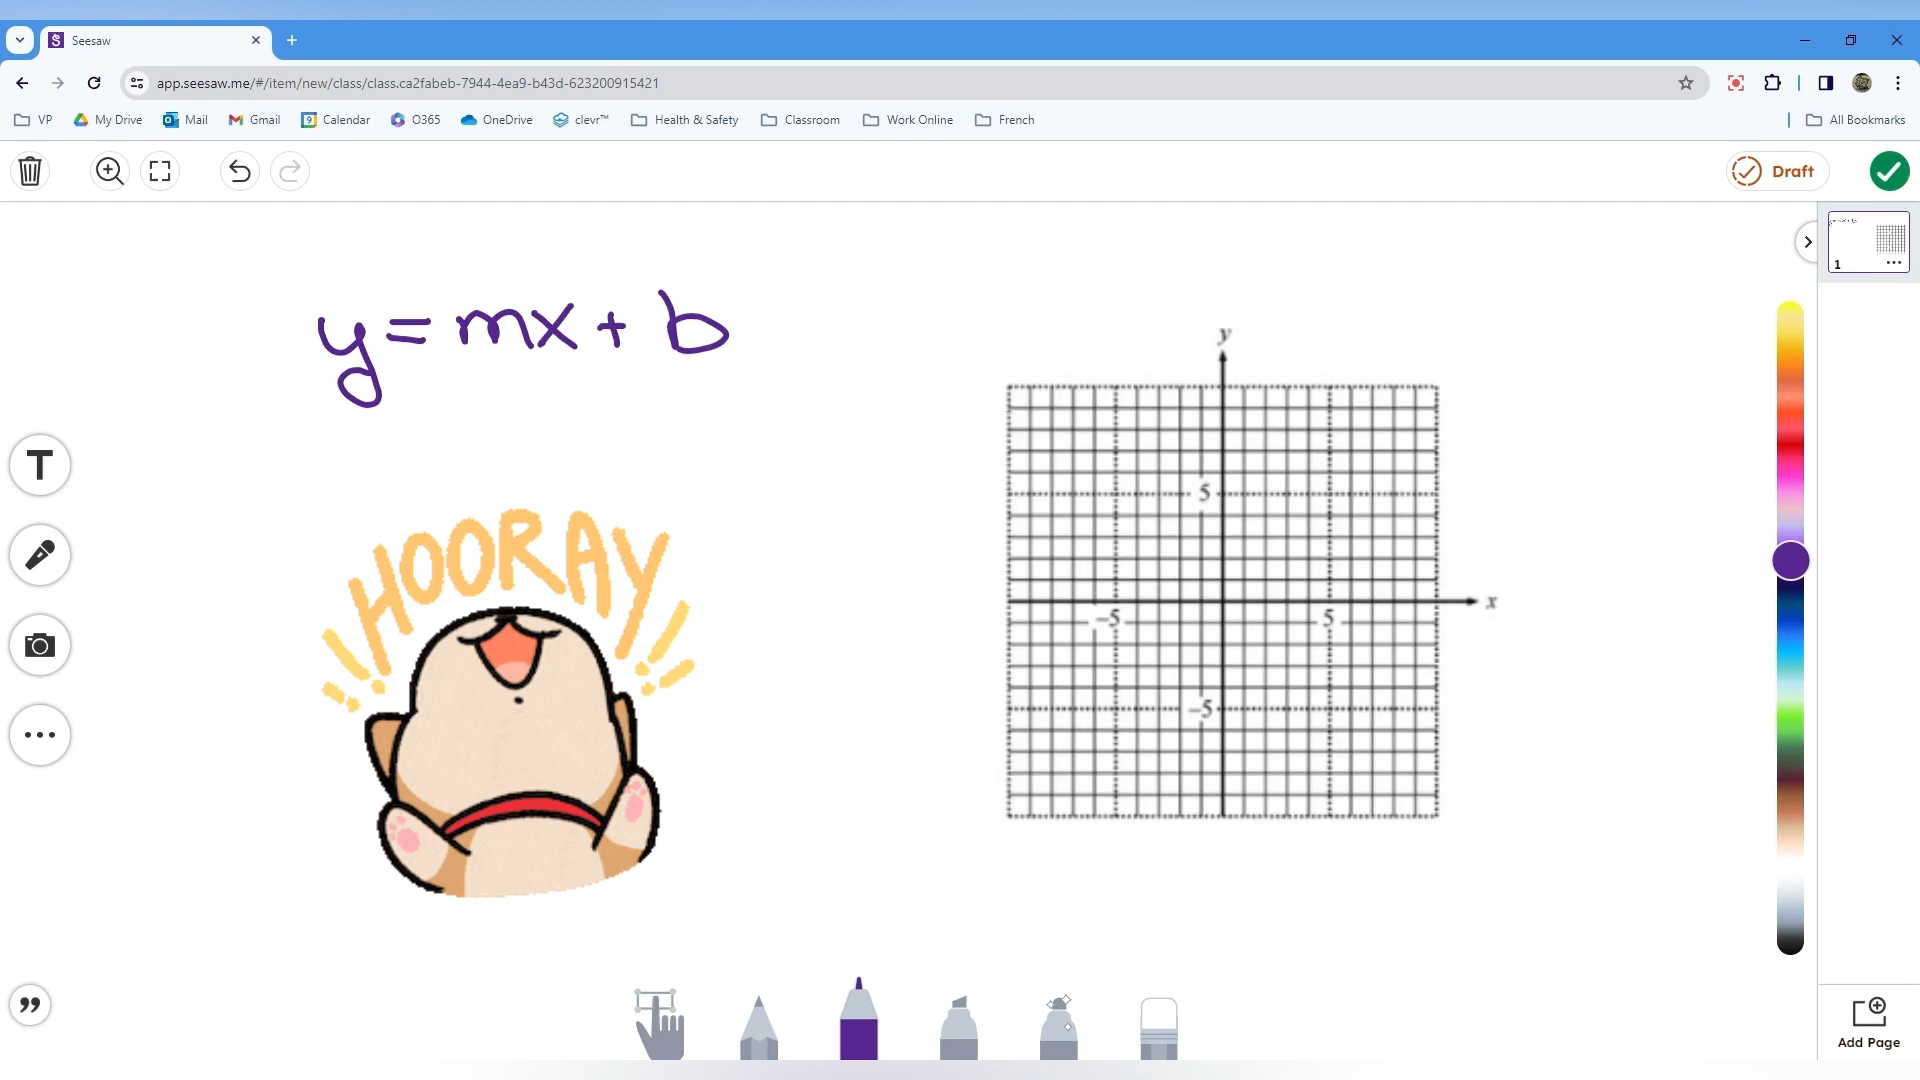 Seesaw
app.seesaw.me/#/item/new/class/class.ca2fabeb-7944-4ea9-b43d-623200915421
VP My Drive Mail Gmail 9 Calendar O365 OneDrive clevr™ Health & Safety Classroom Work Online French All Bookmarks
Draft
1
y = mx + b
HOORAY
y
5
-5 5 x
-5
T
Add Page